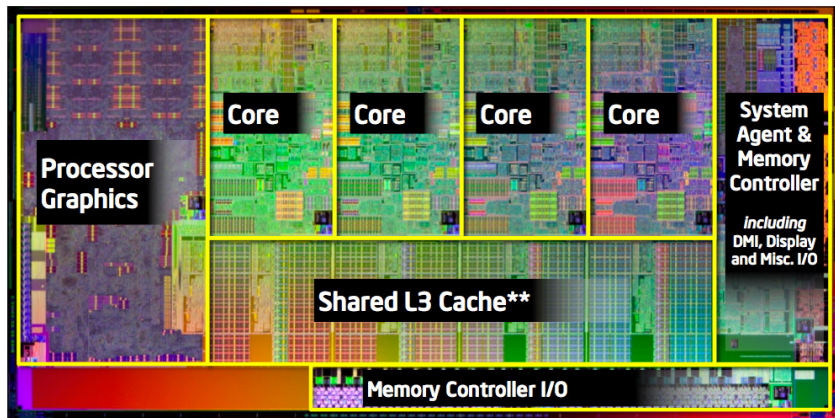 Processor
Graphics
Core
Core
Core
Core
System
Agent &
Memory
Controller
including
DMI, Display
and Misc. I/O
Shared L3 Cache**
Memory Controller I/O